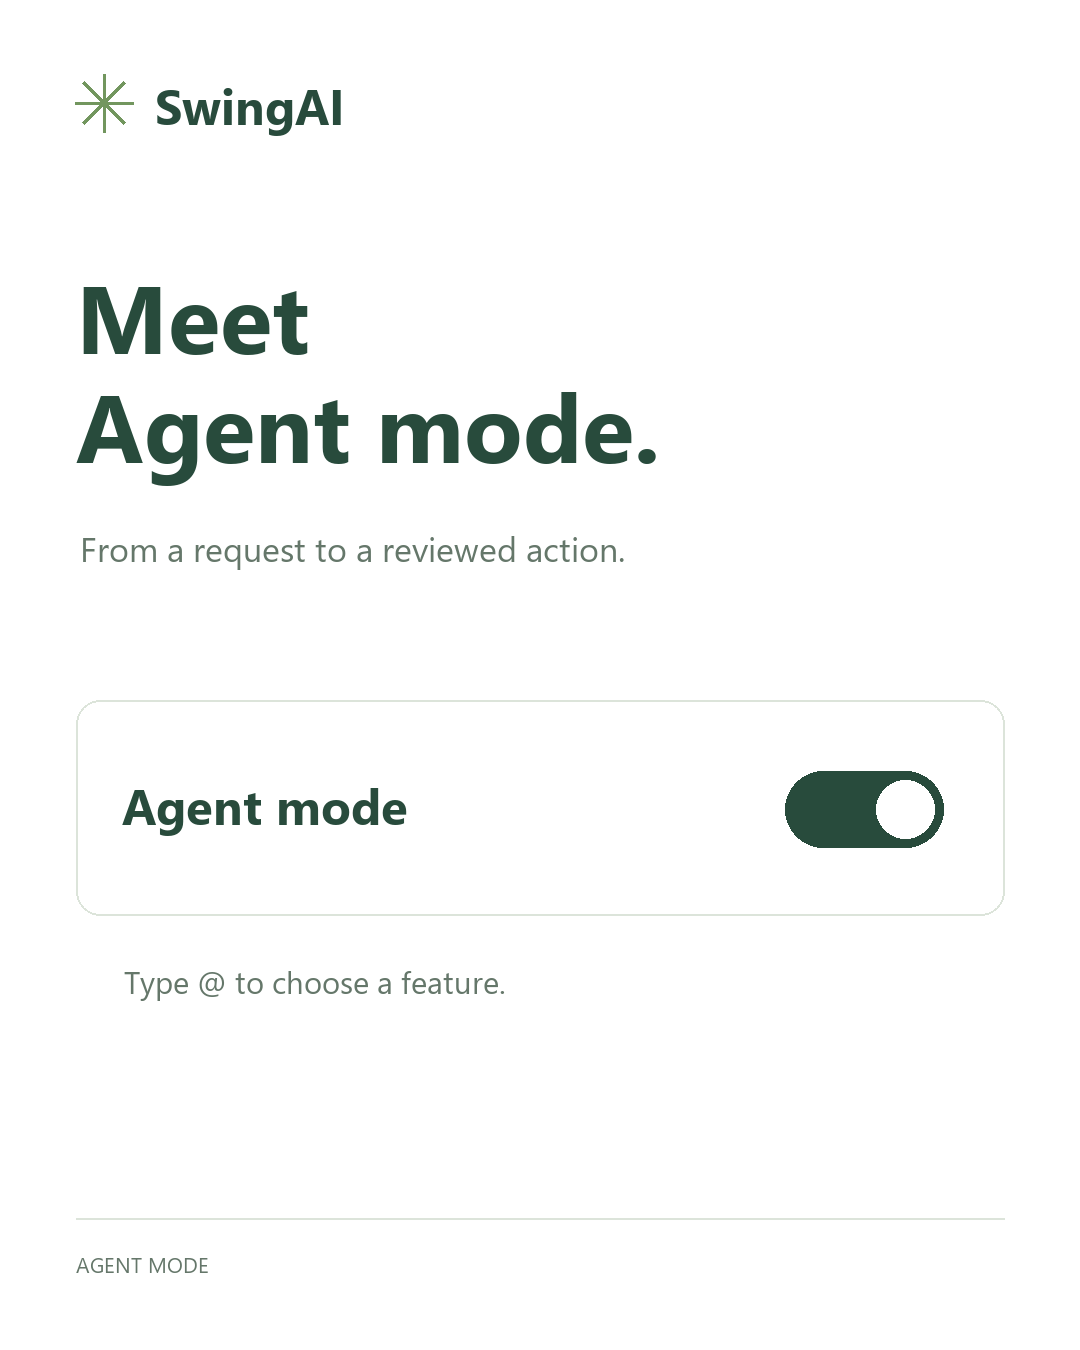 SwingAI
Meet
Agent mode.
From a request to a reviewed action.
Agent mode
Type @ to choose a feature.
AGENT MODE